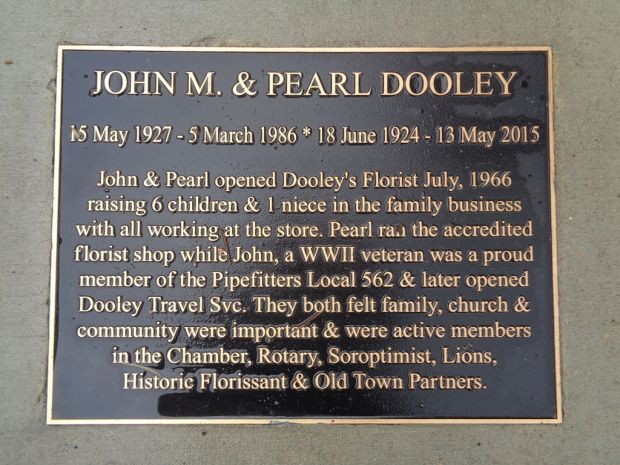 JOHN M. & PEARL DOOLEY
15 May 1927 - 5 March 1986 * 18 June 1924 - 13 May 2015
John & Pearl opened Dooley's Florist July, 1966
raising 6 children & 1 niece in the family business
with all working at the store. Pearl ran the accredited
florist shop while John, a WWII veteran was a proud
member of the Pipefitters Local 562 & later opened
Dooley Travel Svc. They both felt family, church &
community were important & were active members
in the Chamber, Rotary, Soroptimist, Lions,
Historic Florissant & Old Town Partners.